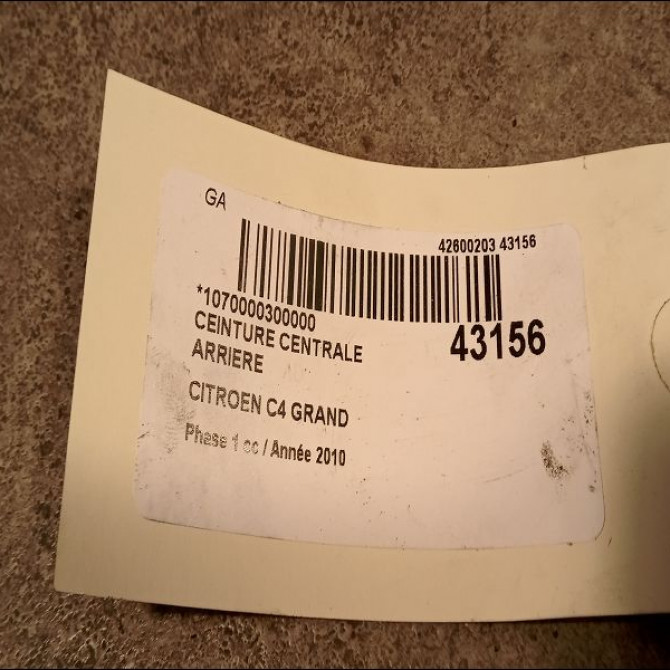 GA
42600203 43156
*1070000300000
43156
CEINTURE CENTRALE
ARRIERE
CITROEN C4 GRAND
Phase 1 cc / Année 2010